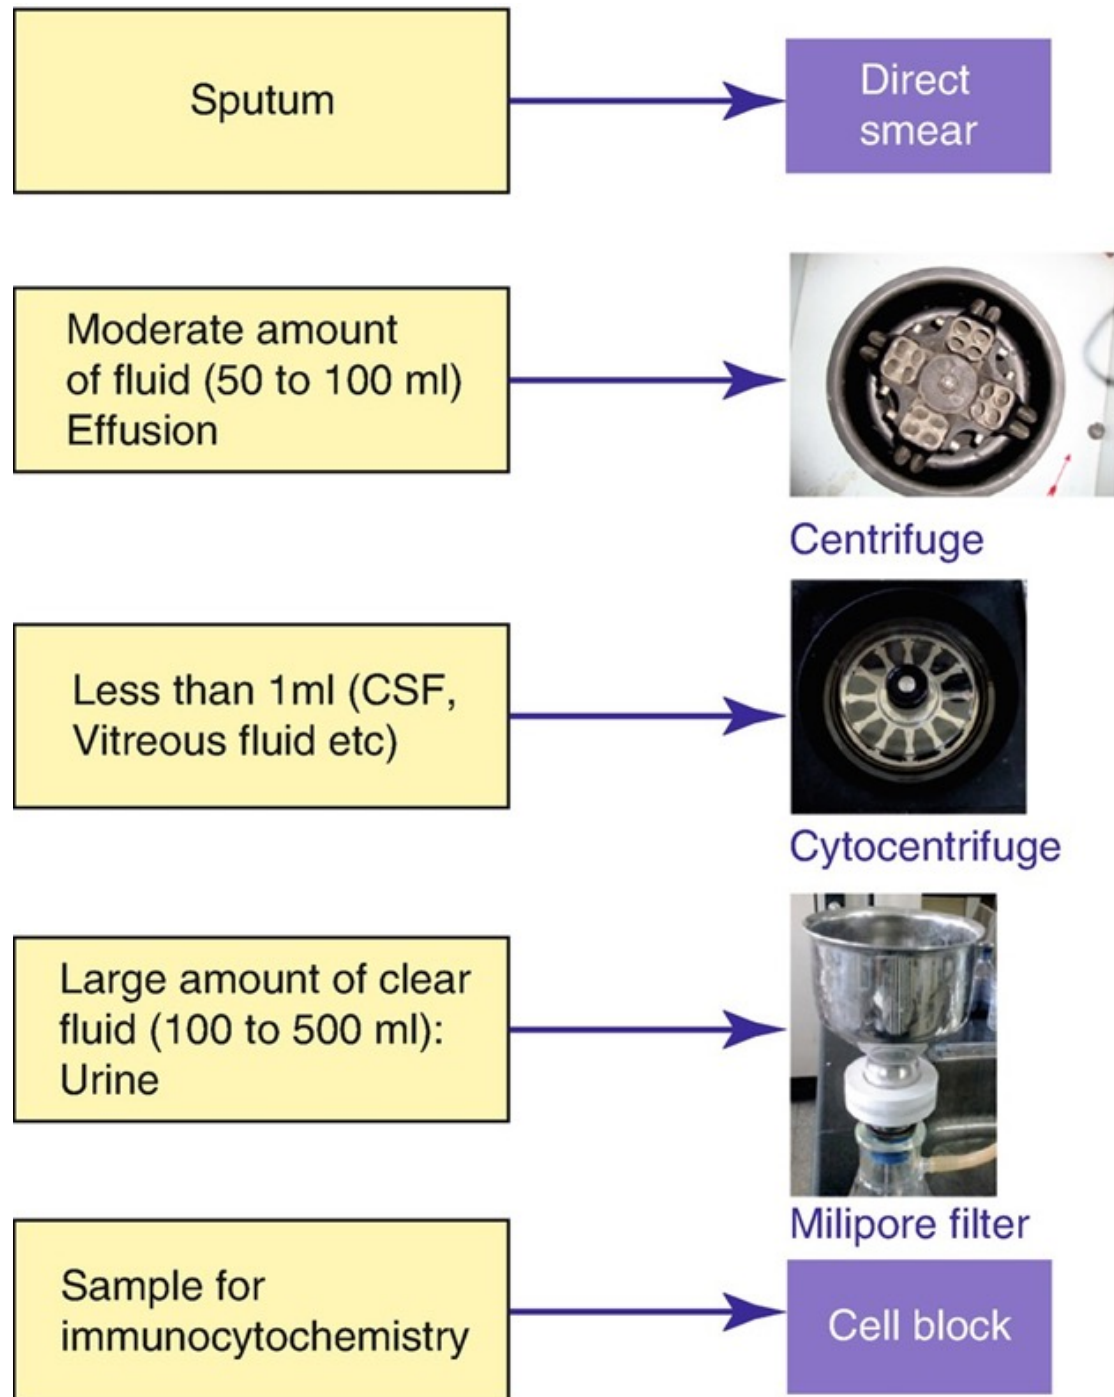 Sputum
Direct
smear
Moderate amount
of fluid (50 to 100 ml)
Effusion
Centrifuge
Less than 1ml (CSF,
Vitreous fluid etc)
Cytocentrifuge
Large amount of clear
fluid (100 to 500 ml):
Urine
Milipore filter
Sample for
immunocytochemistry
Cell block